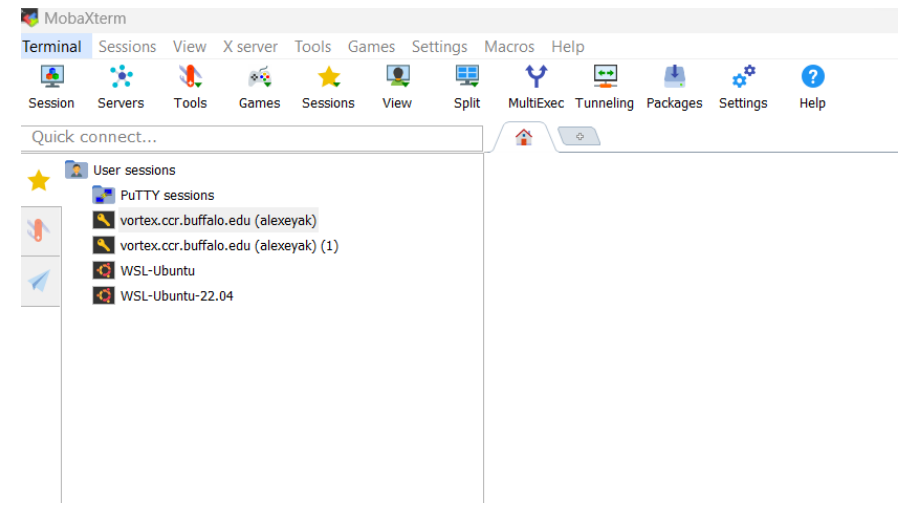 MobaXterm
Terminal Sessions View X server Tools Games Settings Macros Help
Session Servers Tools Games Sessions View Split MultiExec Tunneling Packages Settings Help
Quick connect...
User sessions
PuTTY sessions
vortex.ccr.buffalo.edu (alexeyak)
vortex.ccr.buffalo.edu (alexeyak) (1)
WSL-Ubuntu
WSL-Ubuntu-22.04